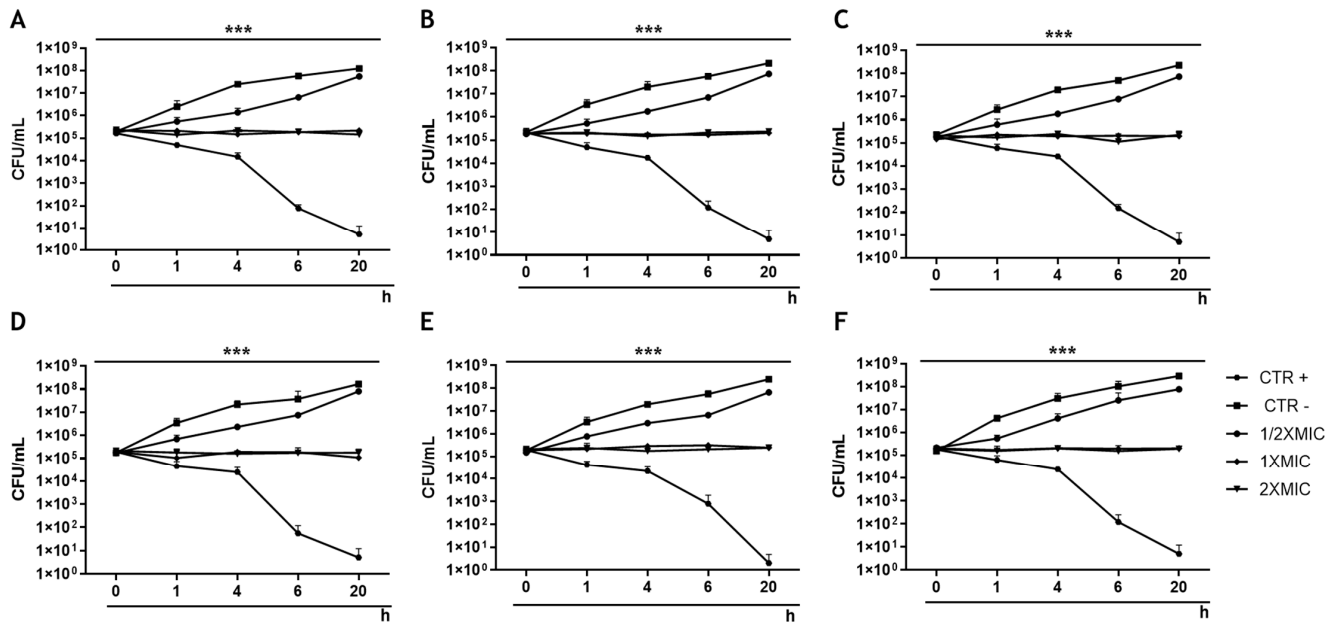 A
***
1×10⁹
1×10⁸
1×10⁷
1×10⁶
1×10⁵
1×10⁴
1×10³
1×10²
1×10¹
1×10⁰
CFU/mL
0 1 4 6 20
h
B
***
1×10⁹
1×10⁸
1×10⁷
1×10⁶
1×10⁵
1×10⁴
1×10³
1×10²
1×10¹
1×10⁰
CFU/mL
0 1 4 6 20
h
C
***
1×10⁹
1×10⁸
1×10⁷
1×10⁶
1×10⁵
1×10⁴
1×10³
1×10²
1×10¹
1×10⁰
CFU/mL
0 1 4 6 20
h
D
***
1×10⁹
1×10⁸
1×10⁷
1×10⁶
1×10⁵
1×10⁴
1×10³
1×10²
1×10¹
1×10⁰
CFU/mL
0 1 4 6 20
h
E
***
1×10⁹
1×10⁸
1×10⁷
1×10⁶
1×10⁵
1×10⁴
1×10³
1×10²
1×10¹
1×10⁰
CFU/mL
0 1 4 6 20
h
F
***
1×10⁹
1×10⁸
1×10⁷
1×10⁶
1×10⁵
1×10⁴
1×10³
1×10²
1×10¹
1×10⁰
CFU/mL
0 1 4 6 20
h
CTR +
CTR -
1/2XMIC
1XMIC
2XMIC